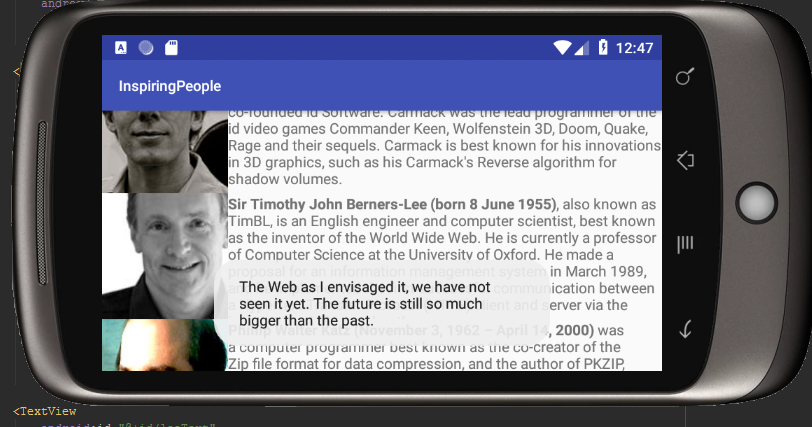 android
12:47
InspiringPeople
co-founded id Software. Carmack was the lead programmer of the
id video games Commander Keen, Wolfenstein 3D, Doom, Quake,
Rage and their sequels. Carmack is best known for his innovations
in 3D graphics, such as his Carmack's Reverse algorithm for
shadow volumes.
Sir Timothy John Berners-Lee (born 8 June 1955), also known as
TimBL, is an English engineer and computer scientist, best known
as the inventor of the World Wide Web. He is currently a professor
of Computer Science at the University of Oxford. He made a
proposal for an information management system in March 1989,
communication between
client and server via the
The Web as I envisaged it, we have not
seen it yet. The future is still so much
bigger than the past.
Phillip Walter Katz (November 3, 1962 – April 14, 2000) was
a computer programmer best known as the co-creator of the
Zip file format for data compression, and the author of PKZIP,
<TextView